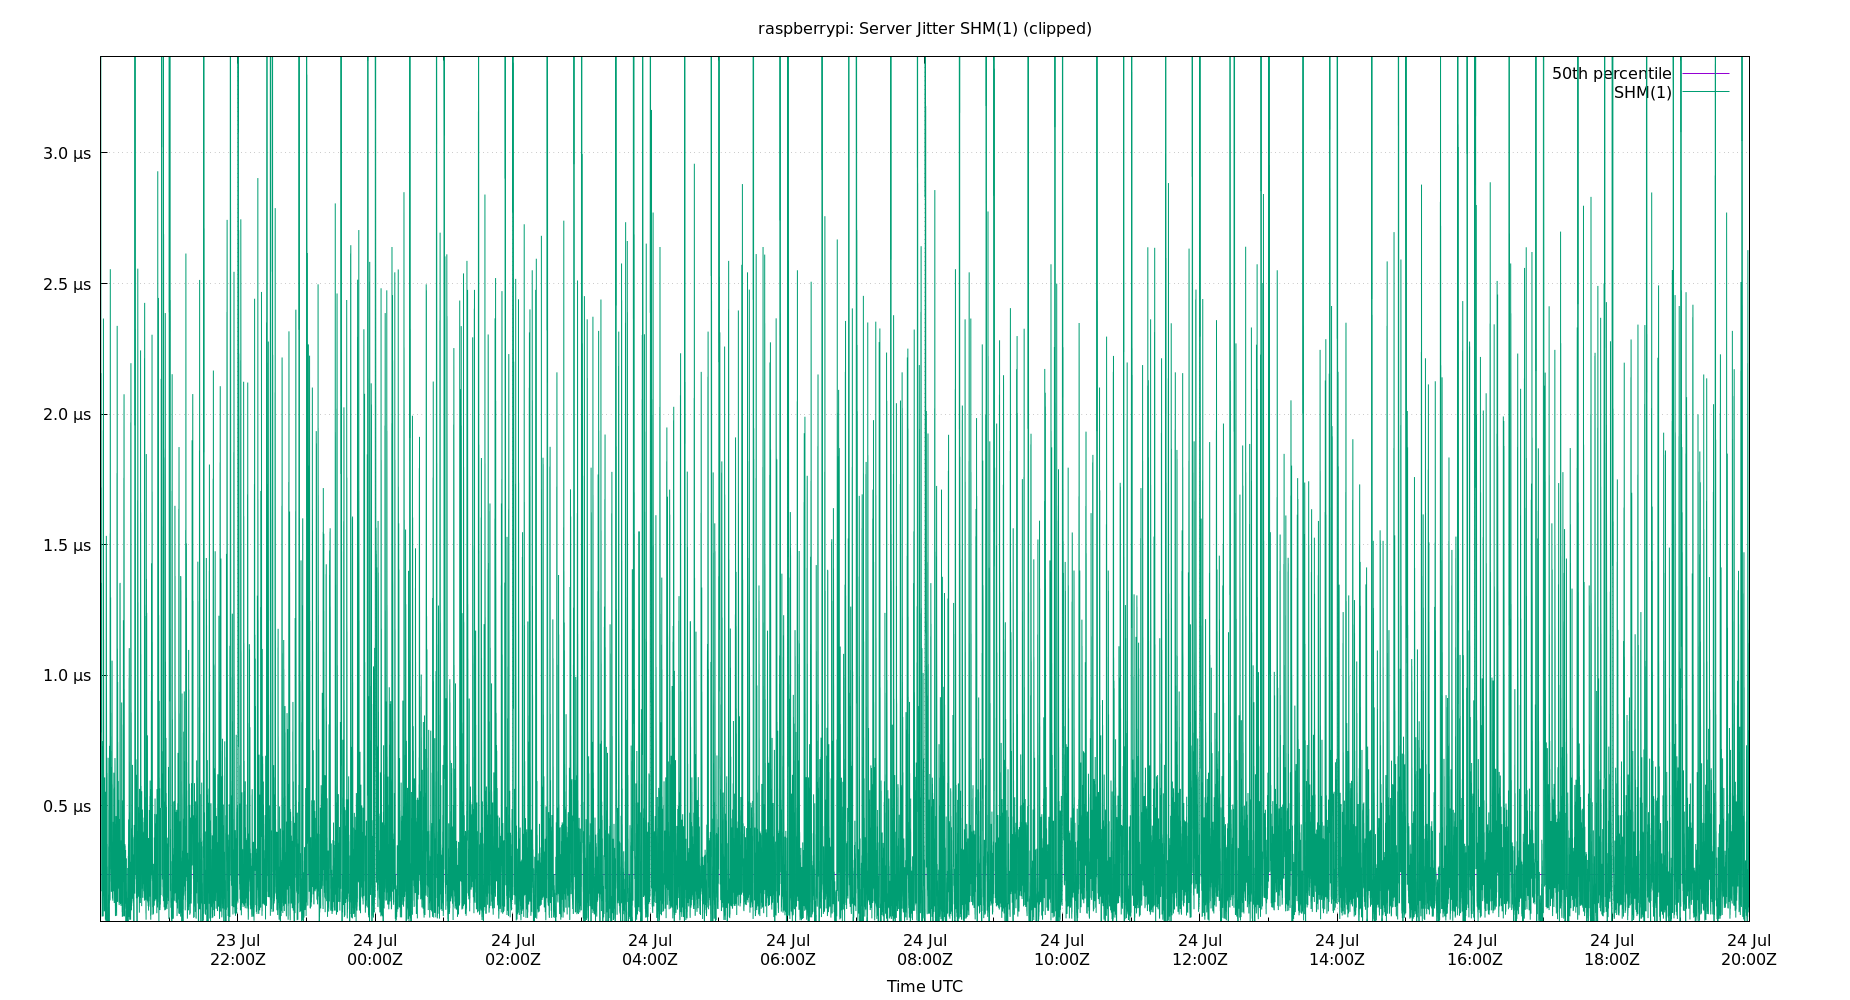 raspberrypi: Server Jitter SHM(1) (clipped)
50th percentile
SHM(1)
3.0 µs
2.5 µs
2.0 µs
1.5 µs
1.0 µs
0.5 µs
23 Jul 24 Jul 24 Jul 24 Jul 24 Jul 24 Jul 24 Jul 24 Jul 24 Jul 24 Jul 24 Jul 24 Jul
22:00Z 00:00Z 02:00Z 04:00Z 06:00Z 08:00Z 10:00Z 12:00Z 14:00Z 16:00Z 18:00Z 20:00Z
Time UTC